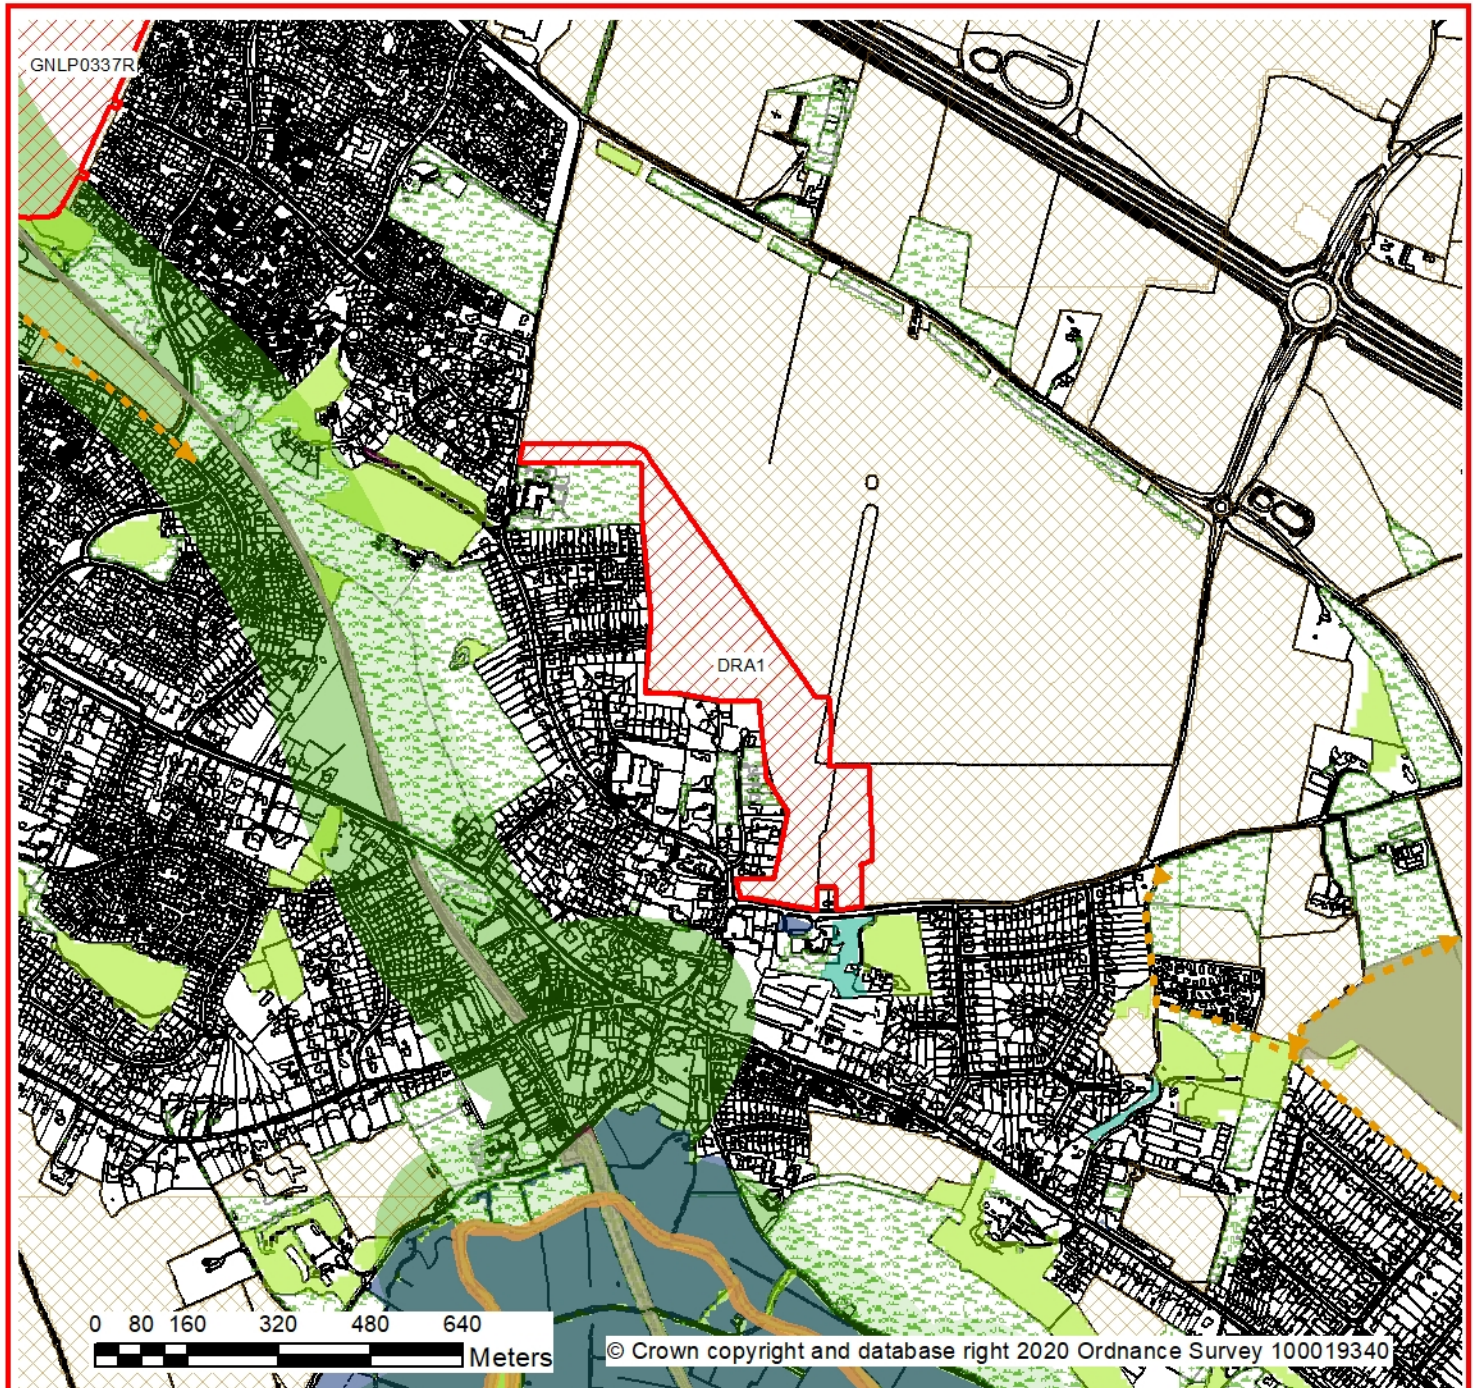 GNLP0337R
DRA1
0 80 160 320 480 640
Meters
© Crown copyright and database right 2020 Ordnance Survey 100019340